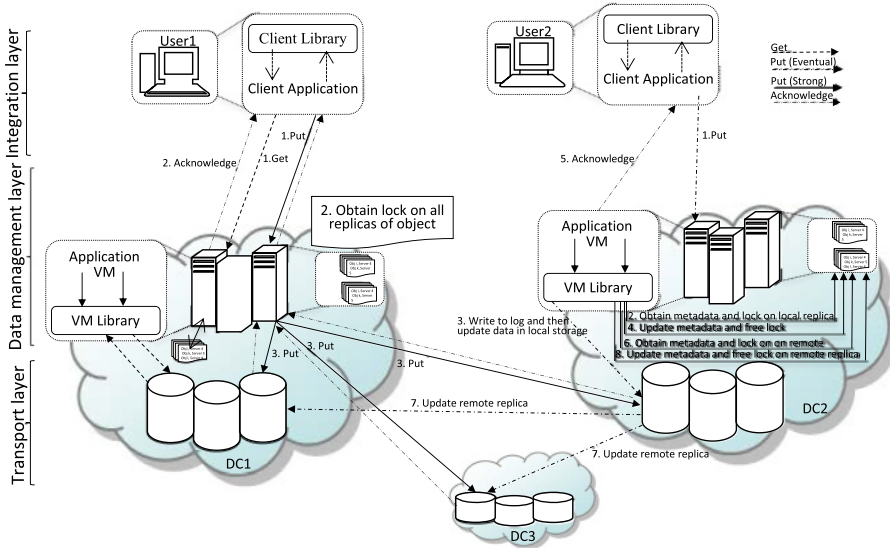 Integration layer
Data management layer
Transport layer
User1
Client Library
Client Application
User2
Client Library
Client Application
Get
Put (Eventual)
Put (Strong)
Acknowledge
2. Acknowledge
1.Get
1.Put
5. Acknowledge
1.Put
2. Obtain lock on all
replicas of object
Application
VM
VM Library
Application
VM
VM Library
2. Obtain metadata and lock on local replica
4. Update metadata and free lock
6. Obtain metadata and lock on on remote
8. Update metadata and free lock on remote replica
3. Write to log and then
update data in local storage
3. Put
3. Put
3. Put
7. Update remote replica
7. Update remote replica
DC1
DC2
DC3